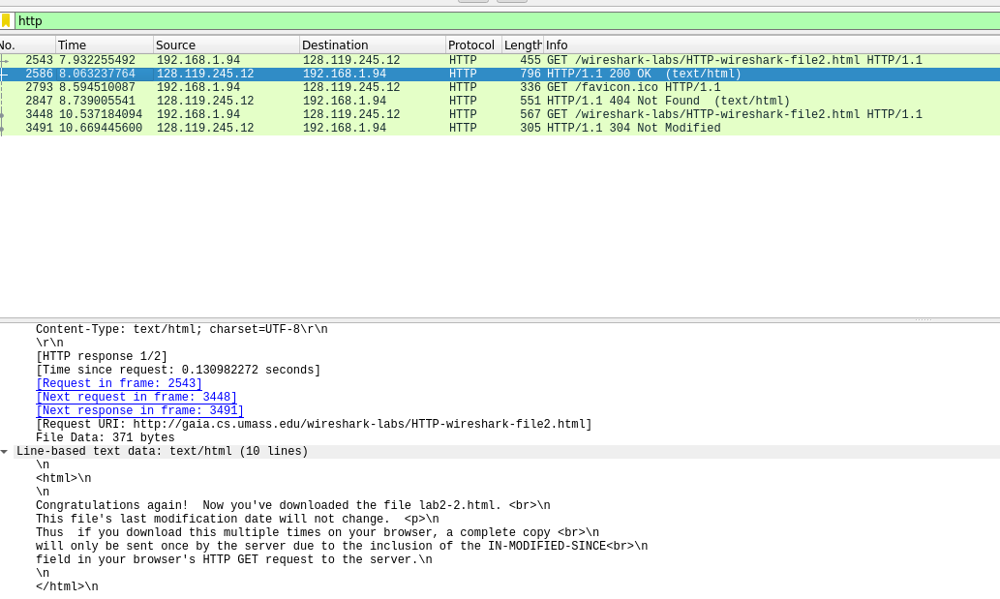 http
No. Time Source Destination Protocol Length Info
2543 7.932255492 192.168.1.94 128.119.245.12 HTTP 455 GET /wireshark-labs/HTTP-wireshark-file2.html HTTP/1.1
2586 8.063237764 128.119.245.12 192.168.1.94 HTTP 796 HTTP/1.1 200 OK  (text/html)
2793 8.594510087 192.168.1.94 128.119.245.12 HTTP 336 GET /favicon.ico HTTP/1.1
2847 8.739005541 128.119.245.12 192.168.1.94 HTTP 551 HTTP/1.1 404 Not Found  (text/html)
3448 10.537184094 192.168.1.94 128.119.245.12 HTTP 567 GET /wireshark-labs/HTTP-wireshark-file2.html HTTP/1.1
3491 10.669445600 128.119.245.12 192.168.1.94 HTTP 305 HTTP/1.1 304 Not Modified
Content-Type: text/html; charset=UTF-8\r\n
\r\n
[HTTP response 1/2]
[Time since request: 0.130982272 seconds]
[Request in frame: 2543]
[Next request in frame: 3448]
[Next response in frame: 3491]
[Request URI: http://gaia.cs.umass.edu/wireshark-labs/HTTP-wireshark-file2.html]
File Data: 371 bytes
Line-based text data: text/html (10 lines)
\n
<html>\n
\n
Congratulations again!  Now you've downloaded the file lab2-2.html. <br>\n
This file's last modification date will not change.  <p>\n
Thus  if you download this multiple times on your browser, a complete copy <br>\n
will only be sent once by the server due to the inclusion of the IN-MODIFIED-SINCE<br>\n
field in your browser's HTTP GET request to the server.\n
\n
</html>\n